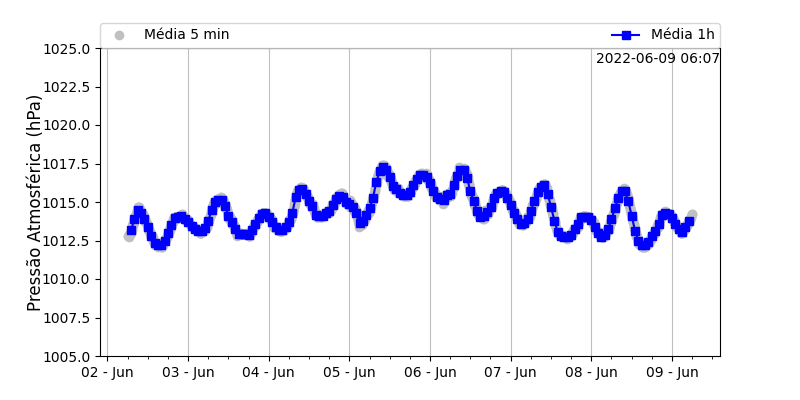 Média 5 min
Média 1h
2022-06-09 06:07
Pressão Atmosférica (hPa)
1025.0
1022.5
1020.0
1017.5
1015.0
1012.5
1010.0
1007.5
1005.0
02 - Jun
03 - Jun
04 - Jun
05 - Jun
06 - Jun
07 - Jun
08 - Jun
09 - Jun